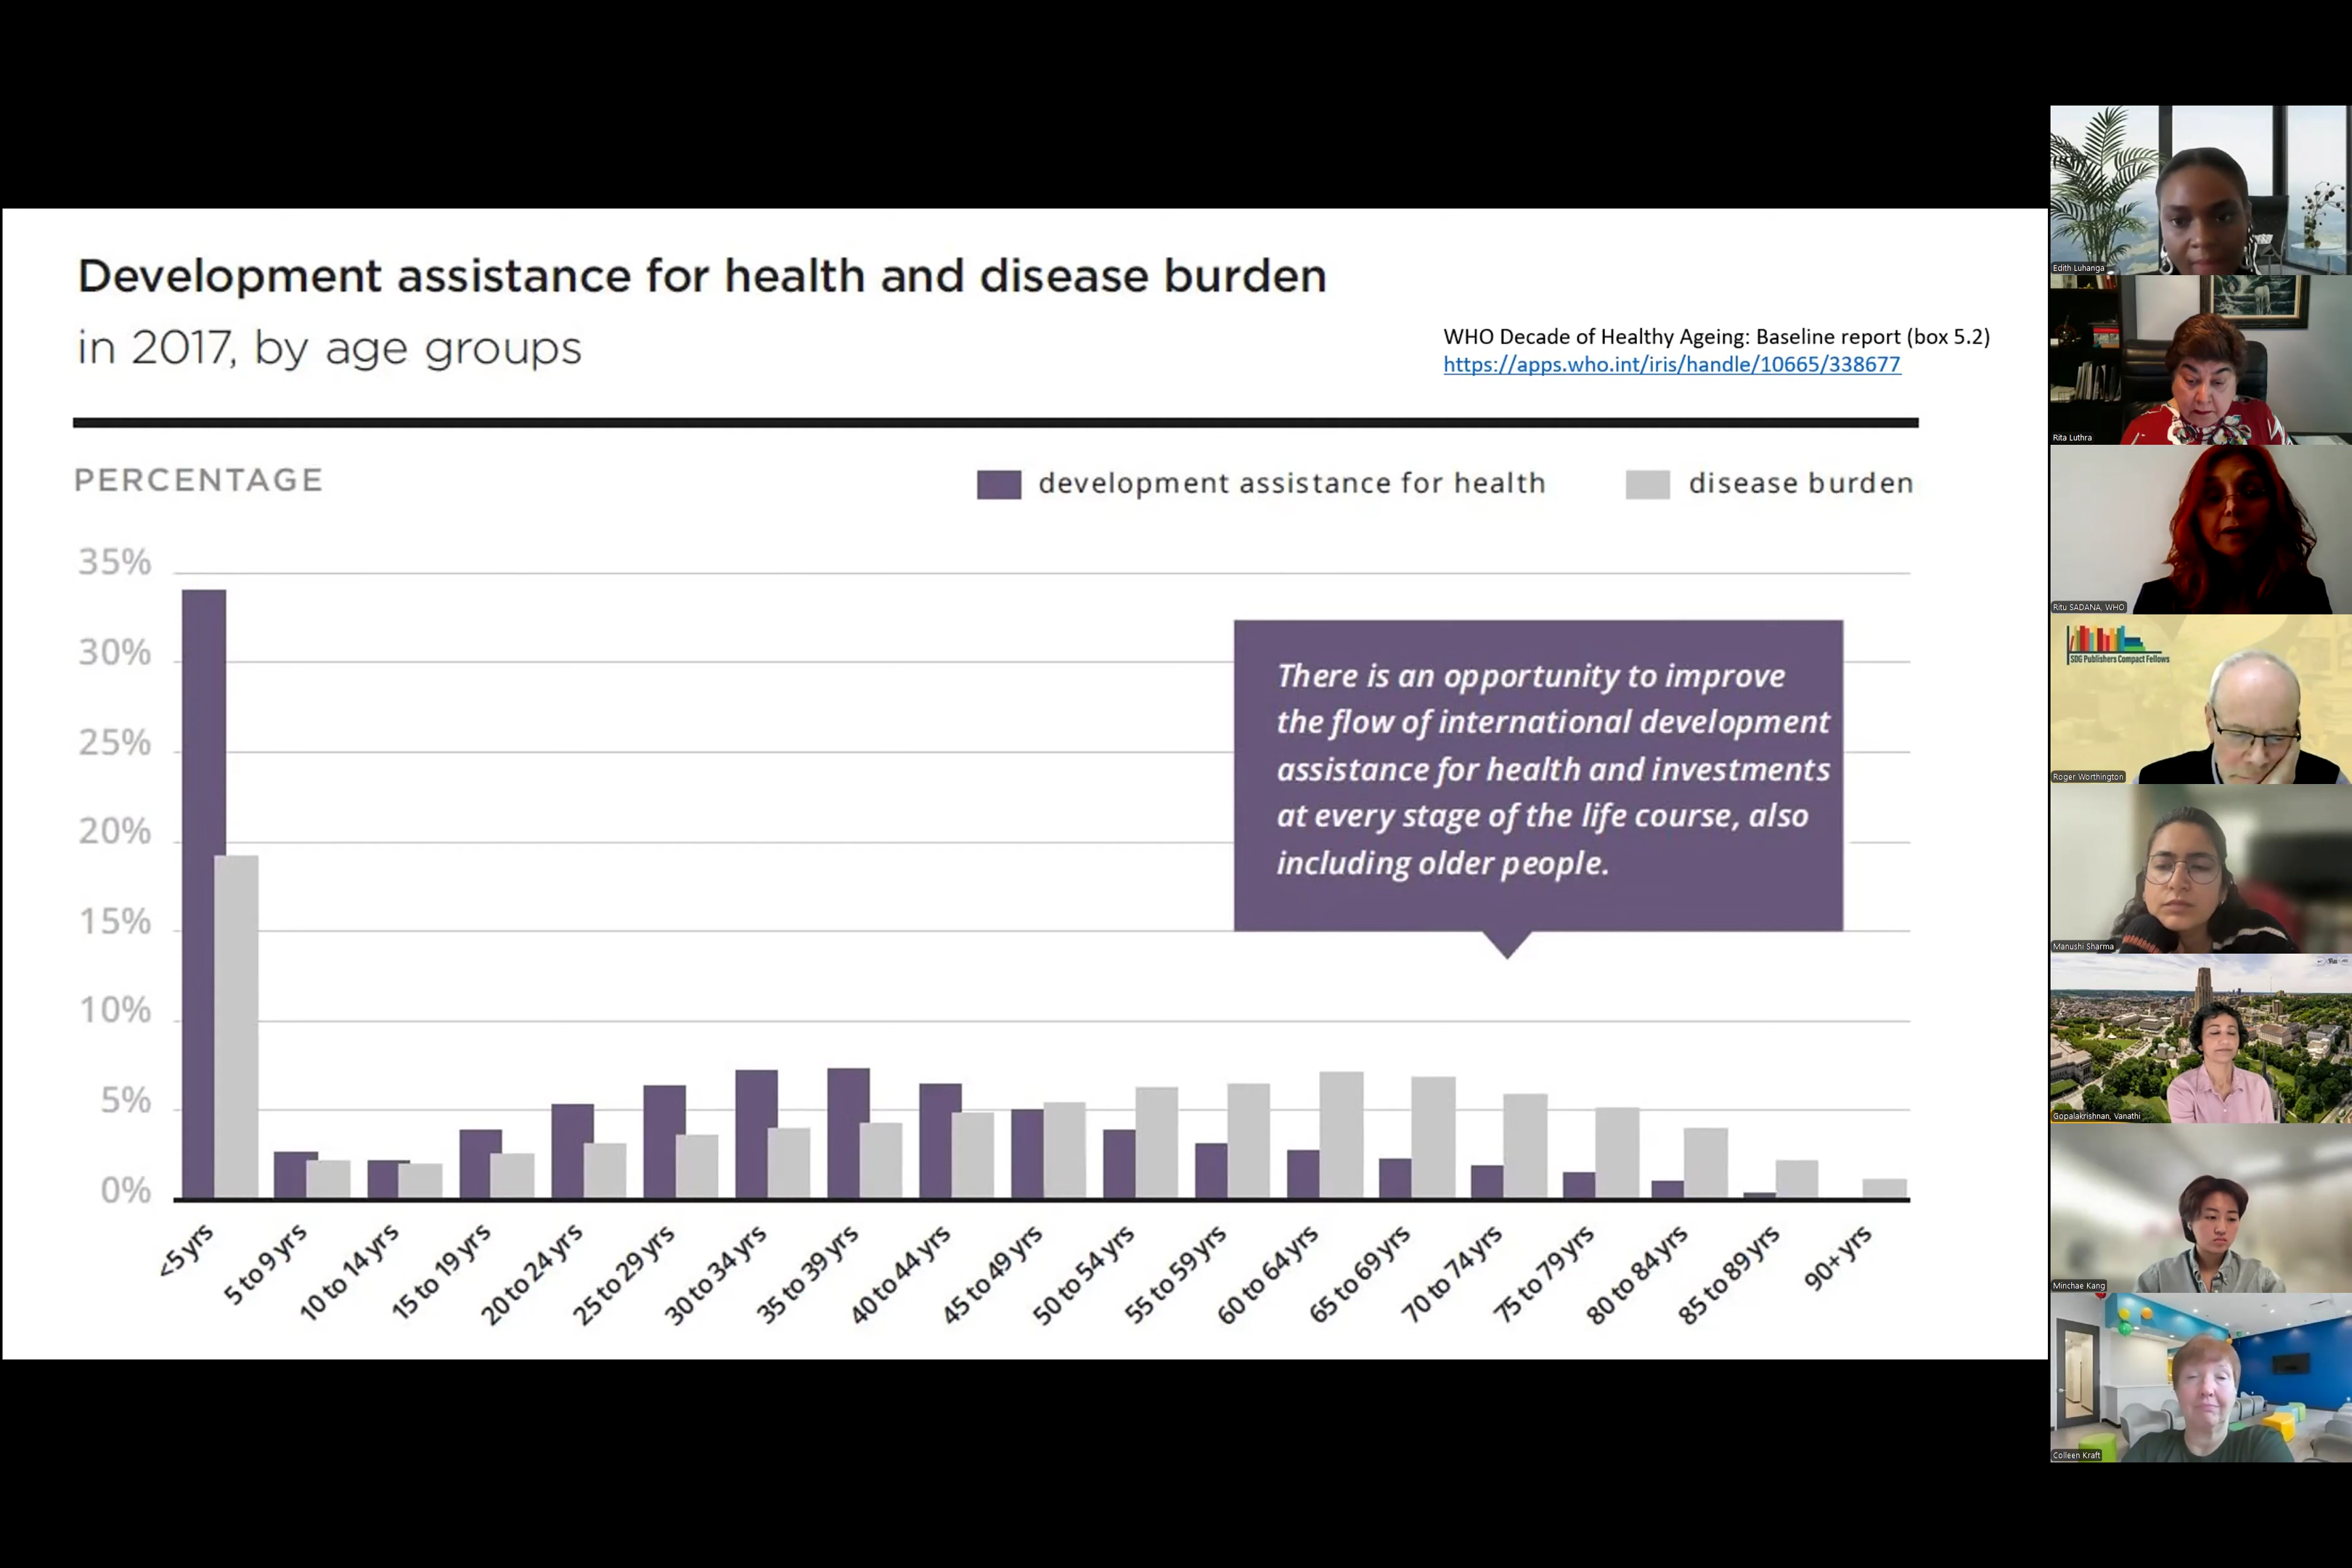 Development assistance for health and disease burden
in 2017, by age groups
WHO Decade of Healthy Ageing: Baseline report (box 5.2)
https://apps.who.int/iris/handle/10665/338677
PERCENTAGE
development assistance for health
disease burden
35%
30%
25%
20%
15%
10%
5%
0%
There is an opportunity to improve
the flow of international development
assistance for health and investments
at every stage of the life course, also
including older people.
<5 yrs
5 to 9 yrs
10 to 14 yrs
15 to 19 yrs
20 to 24 yrs
25 to 29 yrs
30 to 34 yrs
35 to 39 yrs
40 to 44 yrs
45 to 49 yrs
50 to 54 yrs
55 to 59 yrs
60 to 64 yrs
65 to 69 yrs
70 to 74 yrs
75 to 79 yrs
80 to 84 yrs
85 to 89 yrs
90+ yrs
Edith Luhanga
Rita Luthra
Ritu SADANA, WHO
SDG Publishers Compact Fellows
Roger Worthington
Manushi Sharma
Gopalakrishnan, Vanathi
Minchae Kang
Colleen Kraft